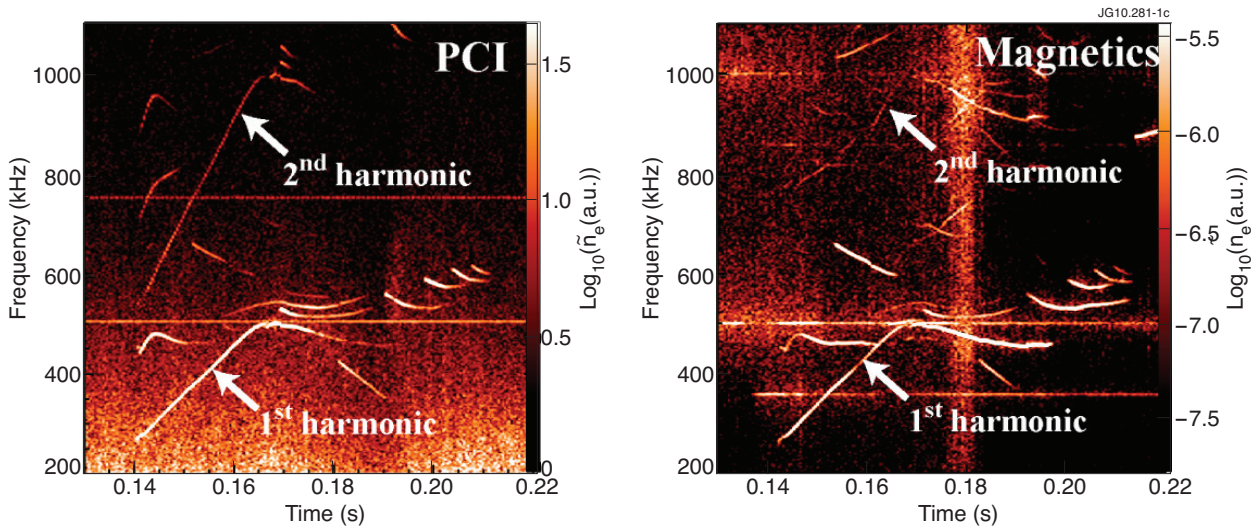 JG10.281-1c
PCI
Magnetics
2nd harmonic
1st harmonic
2nd harmonic
1st harmonic
Frequency (kHz)
1000
800
600
400
200
0.14
0.16
0.18
0.20
0.22
Time (s)
1.5
1.0
0.5
0
Log10(ñe(a.u.))
Frequency (kHz)
1000
800
600
500
400
200
0.14
0.16
0.18
0.20
0.22
Time (s)
−5.5
−6.0
−6.5
−7.0
−7.5
Log10(ñe(a.u.))